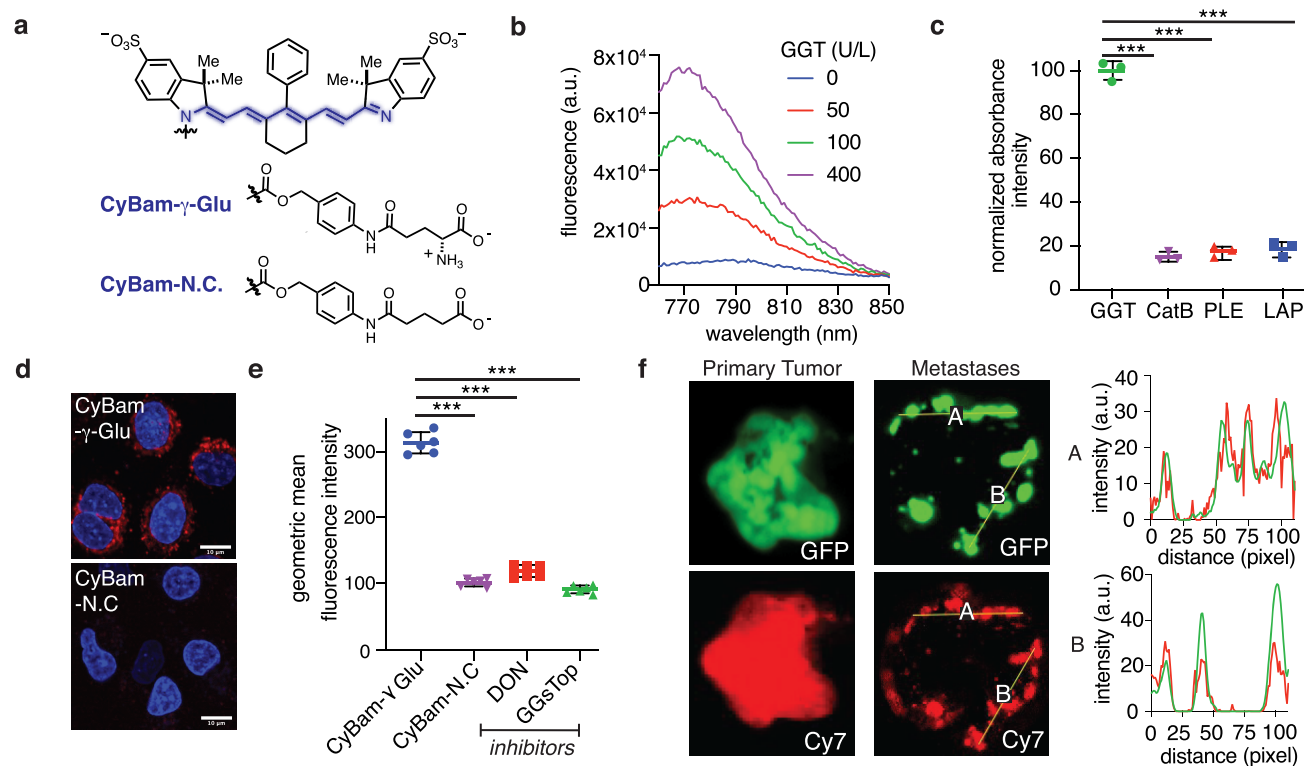 a
-O3S
SO3-
Me
Me
Me
Me
N
N
CyBam-γ-Glu
O
O
N
H
O
O
O-
+
NH3
CyBam-N.C.
O
O
N
H
O
O
O-
b
GGT (U/L)
0
50
100
400
8x10⁴
6x10⁴
4x10⁴
2x10⁴
0
fluorescence (a.u.)
770 790 810 830 850
wavelength (nm)
c
***
***
***
100
80
60
40
20
0
normalized absorbance
intensity
GGT CatB PLE LAP
d
CyBam
-γ-Glu
10 μm
CyBam
-N.C
10 μm
e
***
***
***
300
200
100
0
geometric mean
fluorescence intensity
CyBam-γ Glu
CyBam-N.C
DON
GGsTop
inhibitors
f
Primary Tumor
Metastases
GFP
A
B
GFP
Cy7
A
B
Cy7
A
40
30
20
10
0
intensity (a.u.)
0 25 50 75 100
distance (pixel)
B
60
40
20
0
intensity (a.u.)
0 25 50 75 100
distance (pixel)